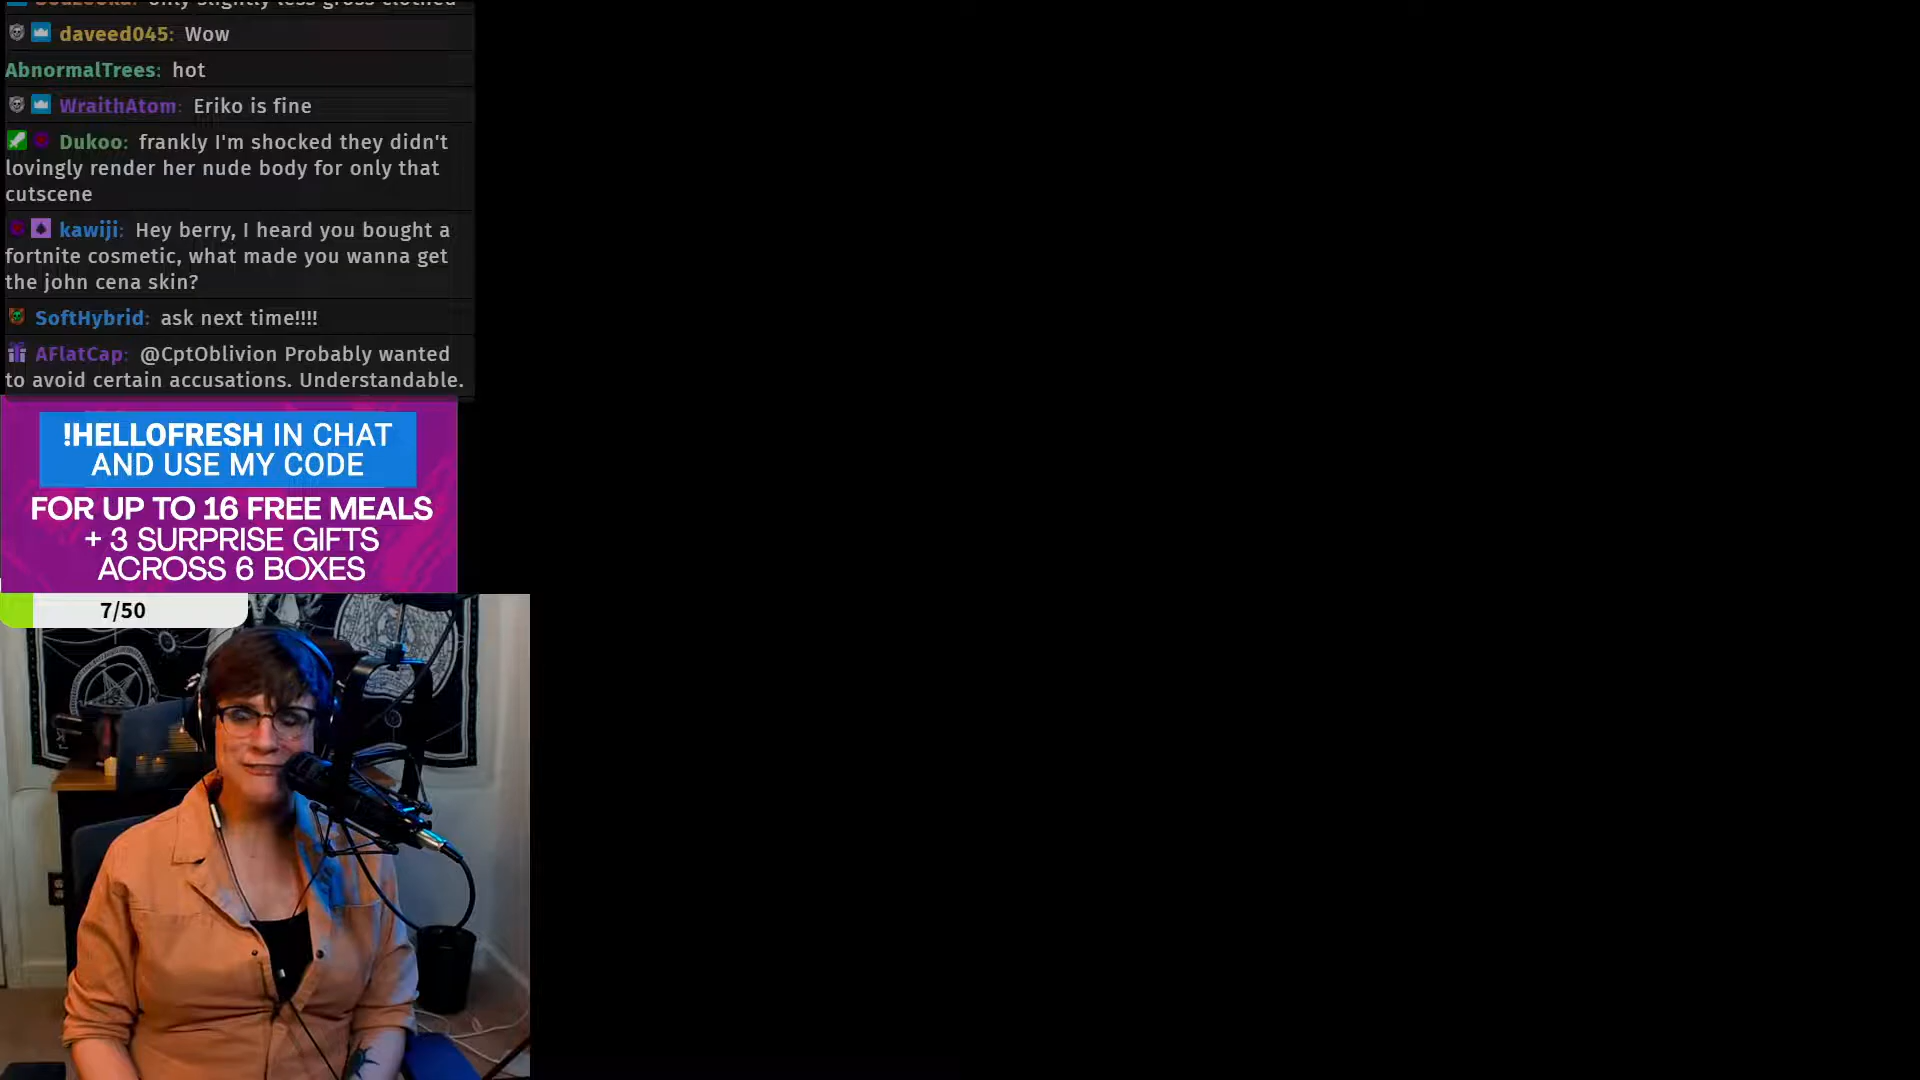 daveed045: Wow
AbnormalTrees: hot
WraithAtom: Eriko is fine
Dukoo: frankly I'm shocked they didn't
lovingly render her nude body for only that
cutscene
kawiji: Hey berry, I heard you bought a
fortnite cosmetic, what made you wanna get
the john cena skin?
SoftHybrid: ask next time!!!!
AFlatCap: @CptOblivion Probably wanted
to avoid certain accusations. Understandable.
!HELLOFRESH IN CHAT
AND USE MY CODE
FOR UP TO 16 FREE MEALS
+ 3 SURPRISE GIFTS
ACROSS 6 BOXES
7/50